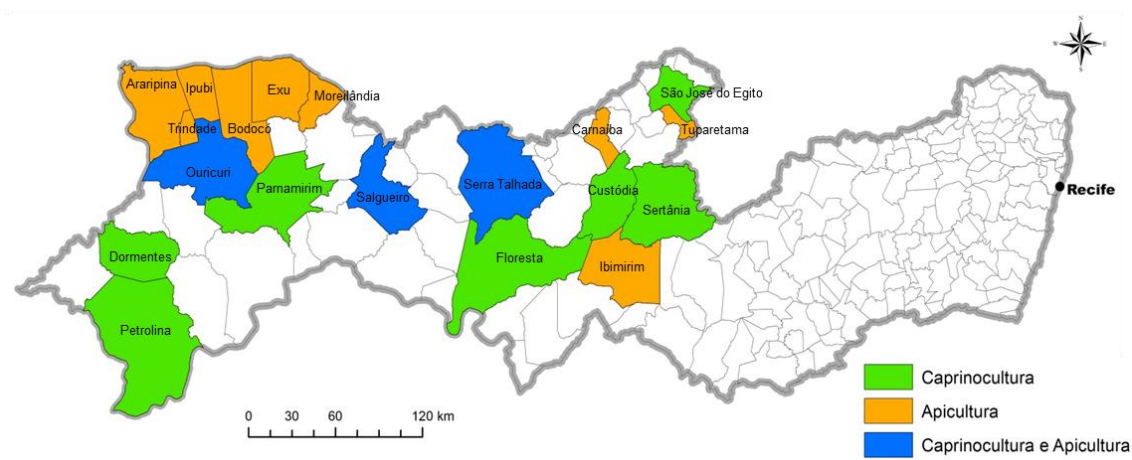 N
W
E
S
Araripina
Ipubi
Exu
Moreilândia
São José do Egito
Trindade
Bodocó
Carnaíba
Tuparetama
Ouricuri
Parnamirim
Salgueiro
Serra Talhada
Custódia
Sertânia
Recife
Dormentes
Floresta
Ibimirim
Petrolina
Caprinocultura
Apicultura
Caprinocultura e Apicultura
0 30 60 120 km